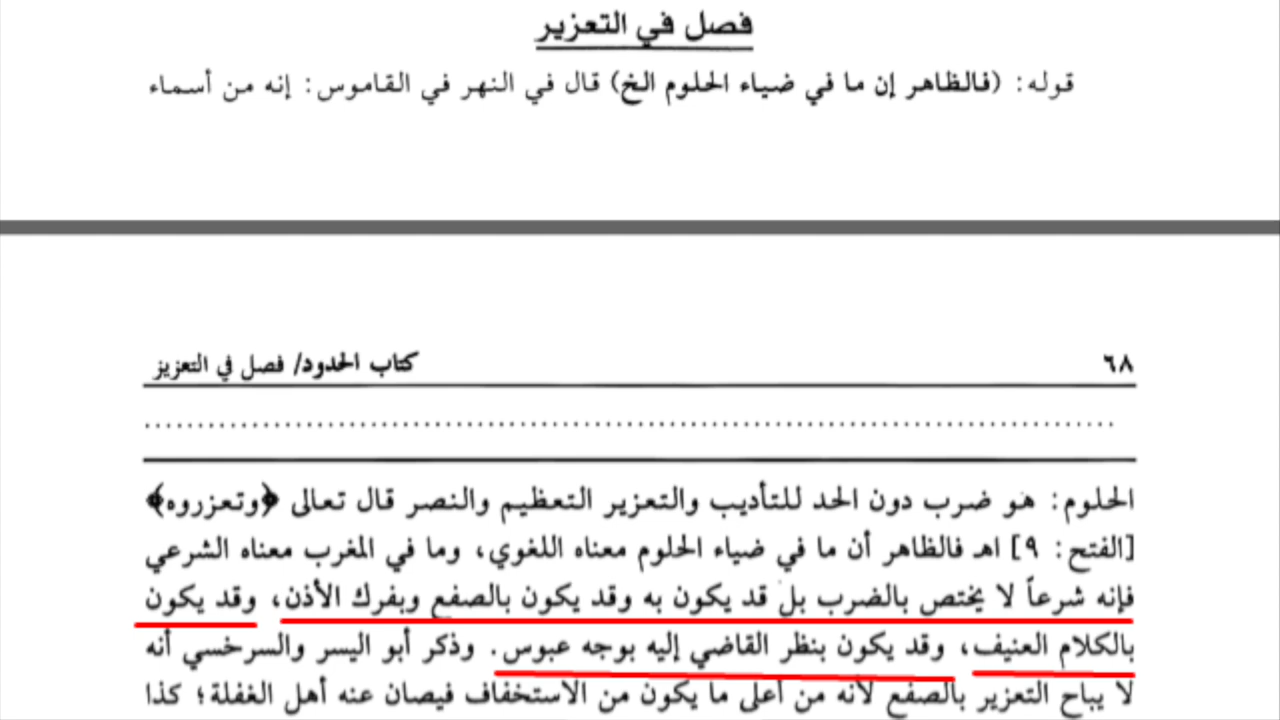 فصل في التعزير
قوله: (فالظاهر إن ما في ضياء الحلوم الخ) قال في النهر في القاموس: إنه من أسماء
٦٨
كتاب الحدود/ فصل في التعزيز
الحلوم: هو ضرب دون الحد للتأديب والتعزير التعظيم والنصر قال تعالى ﴿وتعزروه﴾
[الفتح: ٩] اهـ فالظاهر أن ما في ضياء الحلوم معناه اللغوي، وما في المغرب معناه الشرعي
فإنه شرعاً لا يختص بالضرب بل قد يكون به وقد يكون بالصفع وبفرك الأذن، وقد يكون
بالكلام العنيف، وقد يكون بنظر القاضي إليه بوجه عبوس. وذكر أبو اليسر والسرخسي أنه
لا يباح التعزير بالصفع لأنه من أعلى ما يكون من الاستخفاف فيصان عنه أهل الغفلة؛ كذا